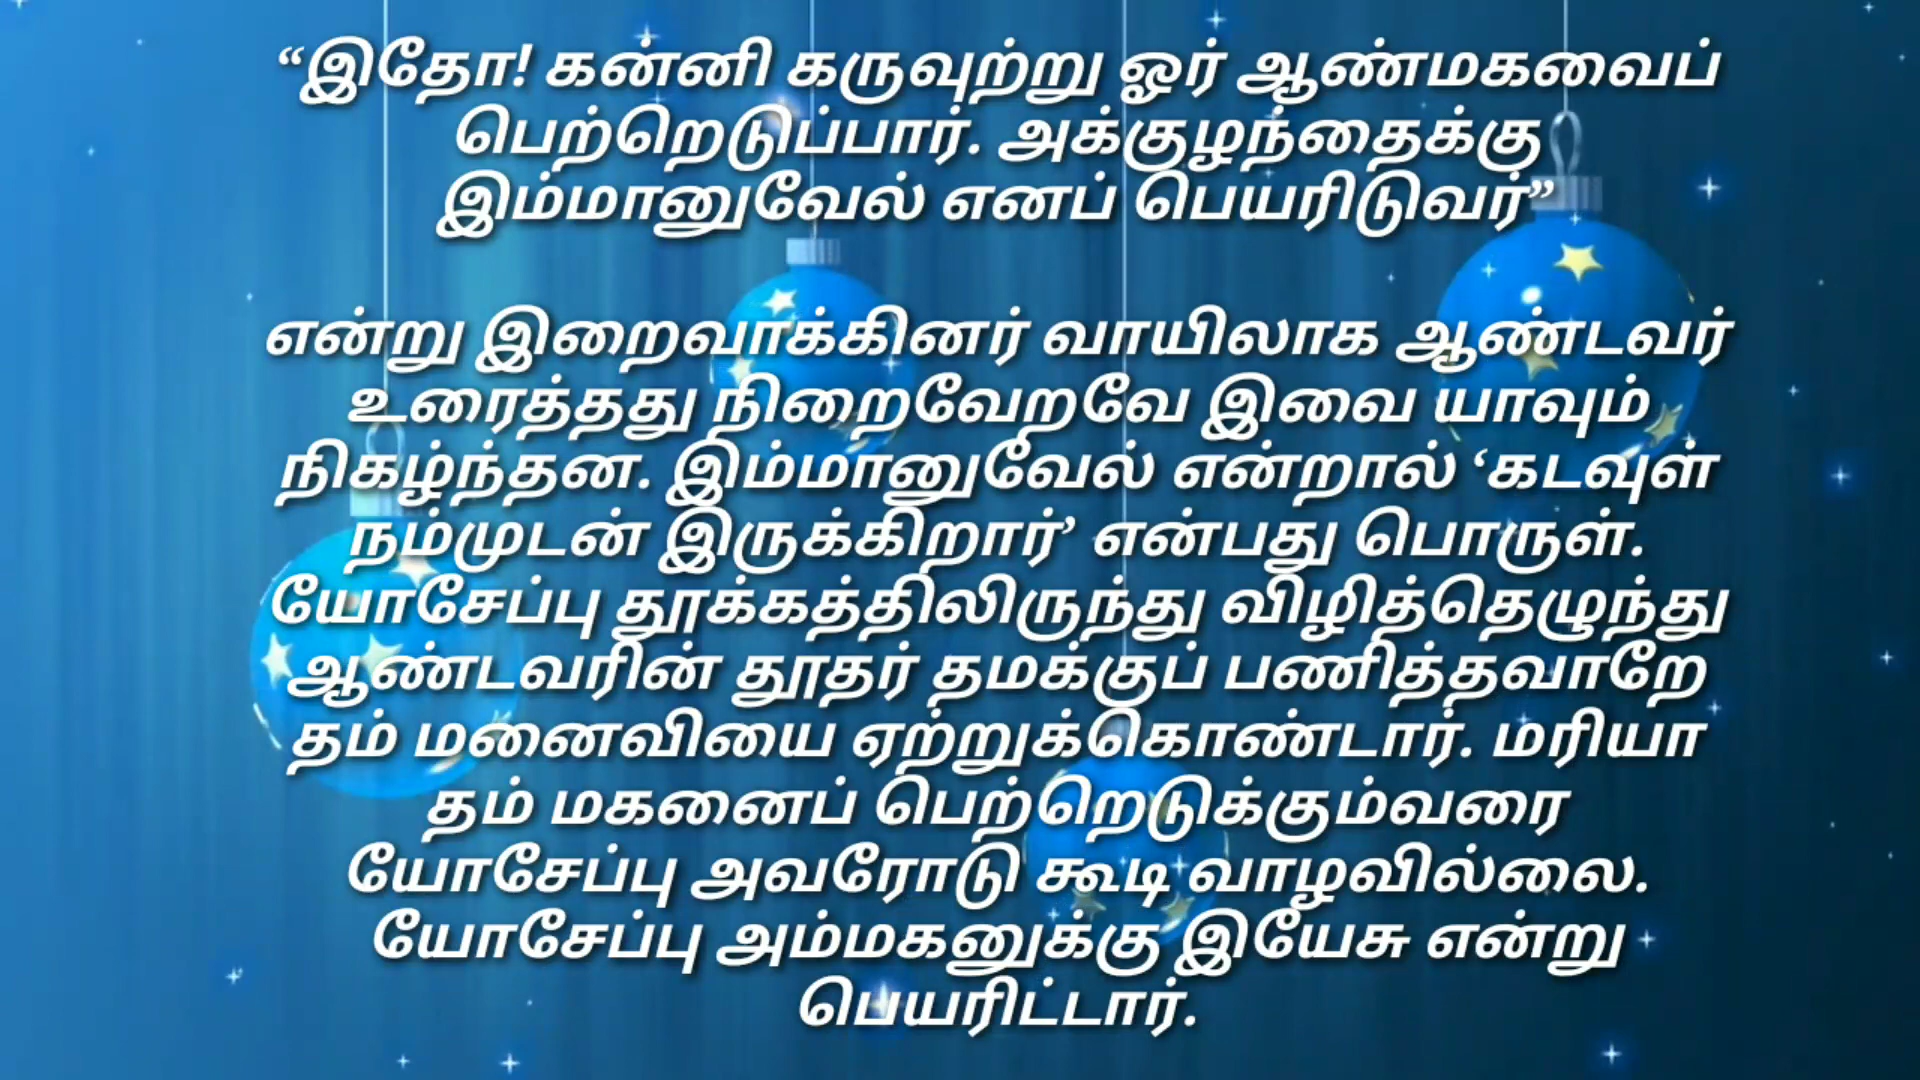 “இதோ! கன்னி கருவுற்று ஓர் ஆண்மகவைப்
பெற்றெடுப்பார். அக்குழந்தைக்கு
இம்மானுவேல் எனப் பெயரிடுவர்”
என்று இறைவாக்கினர் வாயிலாக ஆண்டவர்
உரைத்தது நிறைவேறவே இவை யாவும்
நிகழ்ந்தன. இம்மானுவேல் என்றால் ‘கடவுள்
நம்முடன் இருக்கிறார்’ என்பது பொருள்.
யோசேப்பு தூக்கத்திலிருந்து விழித்தெழுந்து
ஆண்டவரின் தூதர் தமக்குப் பணித்தவாறே
தம் மனைவியை ஏற்றுக்கொண்டார். மரியா
தம் மகனைப் பெற்றெடுக்கும்வரை
யோசேப்பு அவரோடு கூடி வாழவில்லை.
யோசேப்பு அம்மகனுக்கு இயேசு என்று
பெயரிட்டார்.